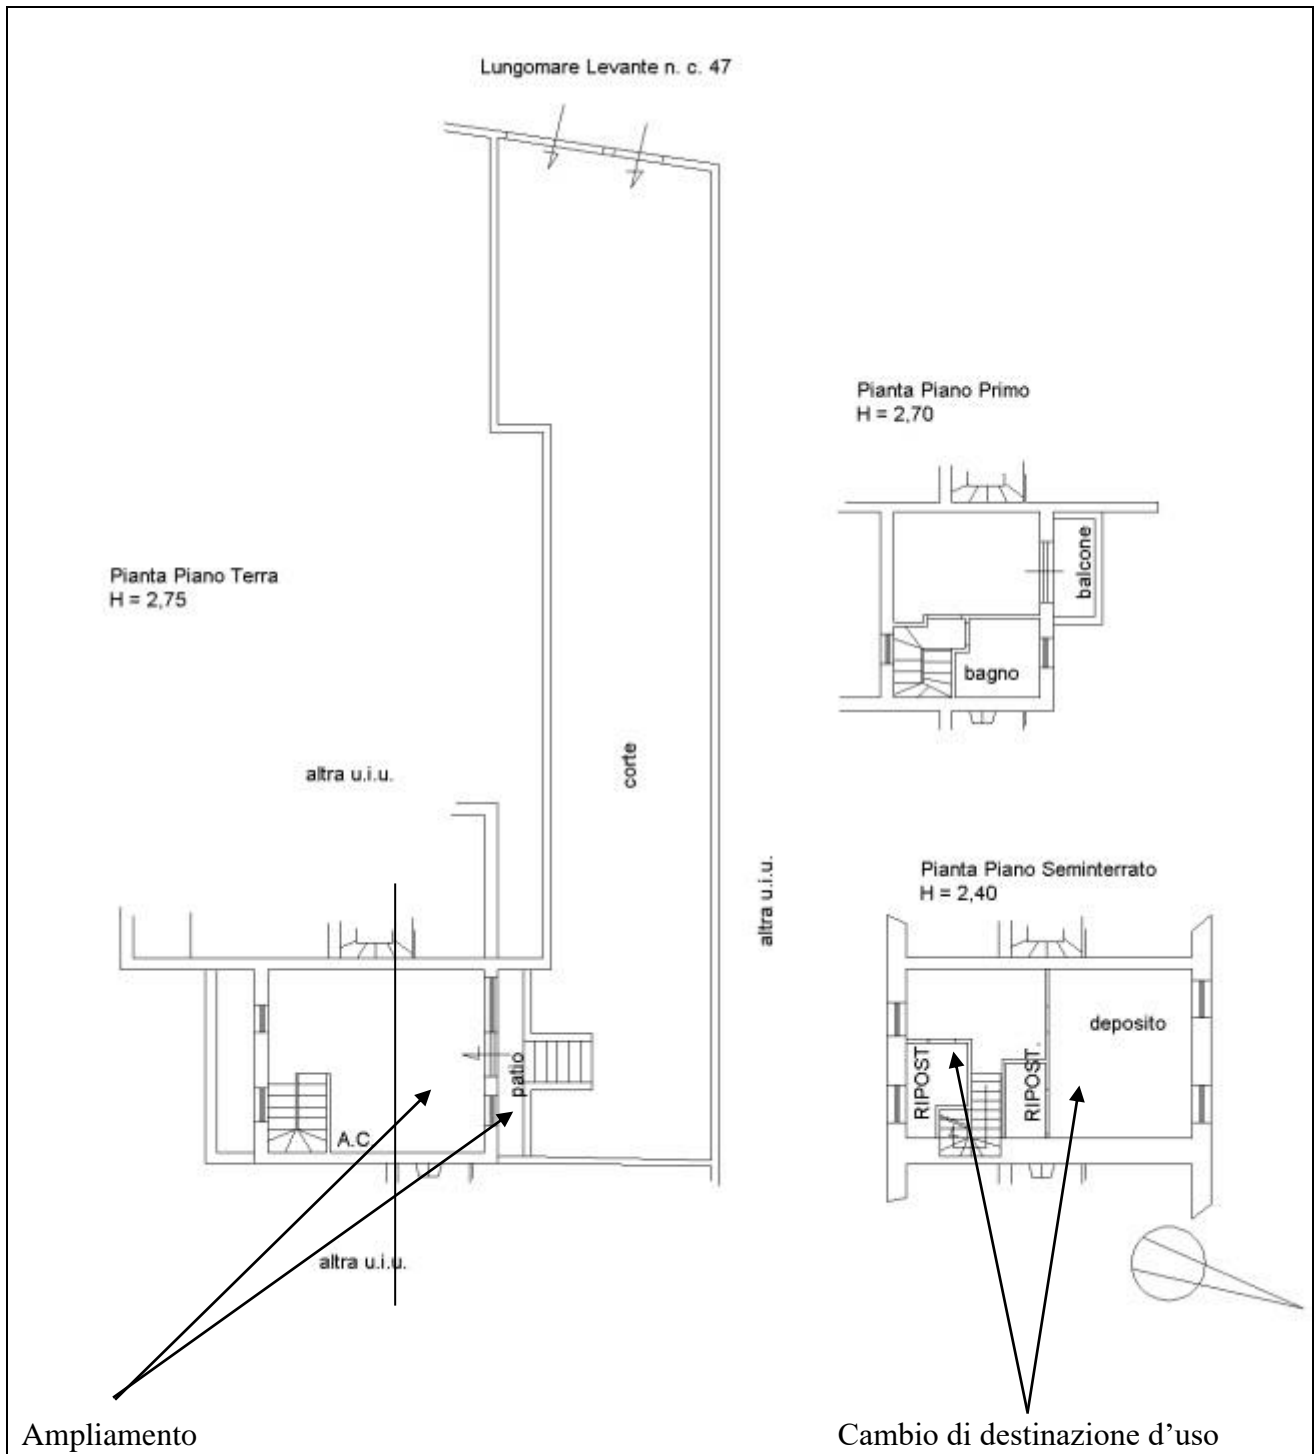 Lungomare Levante n. c. 47
Pianta Piano Primo
H = 2,70
balcone
bagno
Pianta Piano Terra
H = 2,75
altra u.i.u.
corte
altra u.i.u.
Pianta Piano Seminterrato
H = 2,40
deposito
RIPOST
RIPOST.
patio
A.C
altra u.i.u.
Ampliamento
Cambio di destinazione d’uso